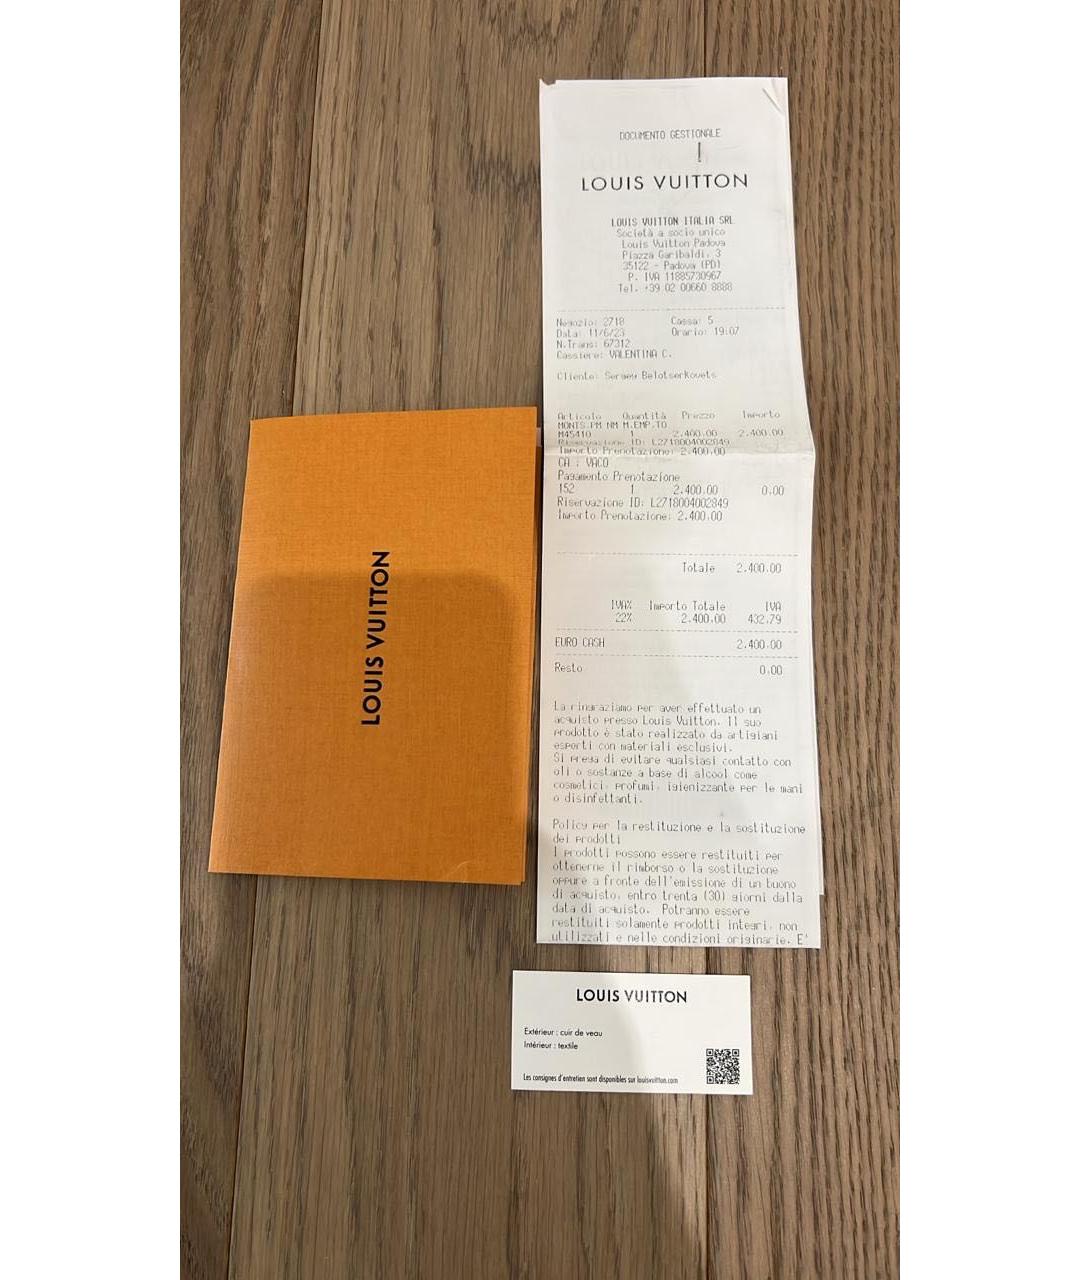 LOUIS VUITTON
DOCUMENTO GESTIONALE
LOUIS VUITTON
LOUIS VUITTON ITALIA SRL
Società a socio unico
Louis Vuitton Padova
Piazza Garibaldi, 3
35122 - Padova (PD)
P. IVA 11885730967
Tel. +39 02 00660 8888
Negozio: 2718 Cassa: 5
Data: 11/6/23 Orario: 19:07
N.Trans: 67312
Cassiere: VALENTINA C.
Cliente: Sergey Belotserkovets
Articolo Quantità Prezzo Importo
MONTS.PM NM M.EMP.TO
M45410 1 2.400.00 2.400.00
Riservazione ID: L2718004002849
Importo Prenotazione: 2.400.00
CA : VACO
Pagamento Prenotazione
152 1 2.400.00 0.00
Riservazione ID: L2718004002849
Importo Prenotazione: 2.400.00
Totale 2.400.00
IVA% Importo Totale IVA
22% 2.400.00 432.79
EURO CASH 2.400.00
Resto 0.00
La ringraziamo per aver effettuato un
acquisto presso Louis Vuitton. Il suo
prodotto è stato realizzato da artigiani
esperti con materiali esclusivi.
Si prega di evitare qualsiasi contatto con
oli o sostanze a base di alcool come
cosmetici, profumi, igienizzante per le mani
o disinfettanti.
Policy per la restituzione e la sostituzione
dei prodotti
I prodotti possono essere restituiti per
ottenerne il rimborso o la sostituzione
oppure a fronte dell'emissione di un buono
di acquisto, entro trenta (30) giorni dalla
data di acquisto. Potranno essere
restituiti solamente prodotti integri, non
utilizzati e nelle condizioni originarie. E'
LOUIS VUITTON
Extérieur : cuir de veau
Intérieur : textile
Les consignes d'entretien sont disponibles sur louisvuitton.com